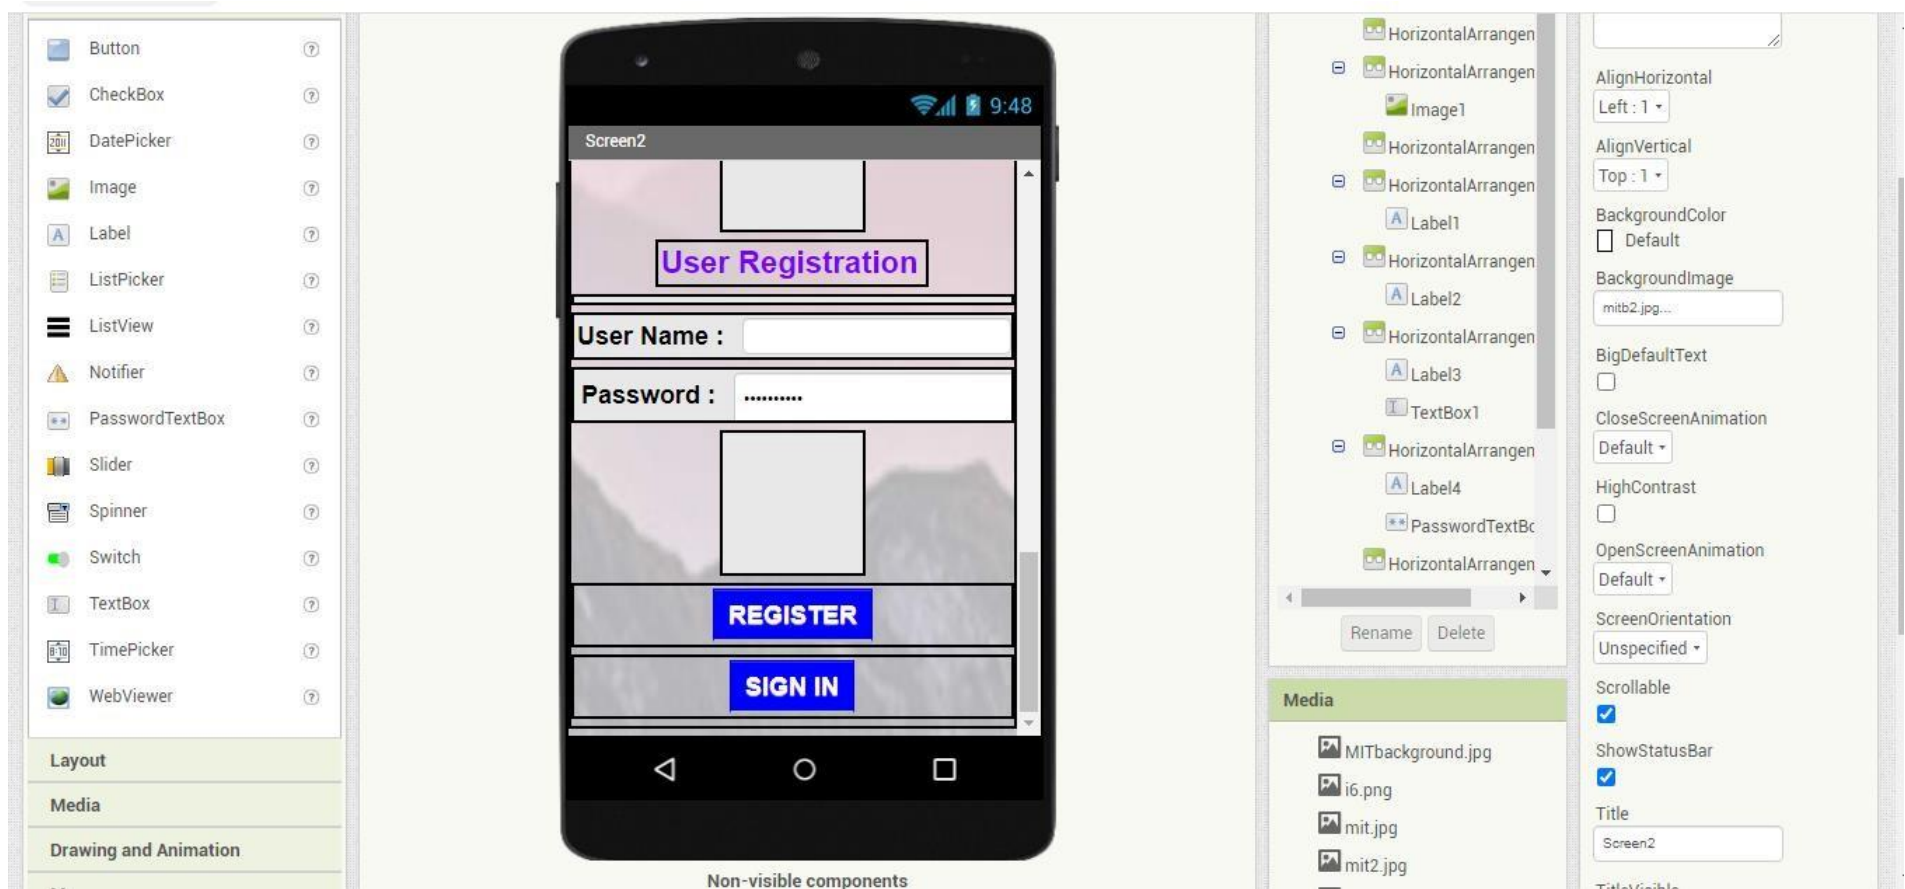 Button
CheckBox
DatePicker
Image
Label
ListPicker
ListView
Notifier
PasswordTextBox
Slider
Spinner
Switch
TextBox
TimePicker
WebViewer
Layout
Media
Drawing and Animation
9:48
Screen2
User Registration
User Name :
Password :
REGISTER
SIGN IN
Non-visible components
HorizontalArrangen
HorizontalArrangen
Image1
HorizontalArrangen
HorizontalArrangen
Label1
HorizontalArrangen
Label2
HorizontalArrangen
Label3
TextBox1
HorizontalArrangen
Label4
PasswordTextBo
HorizontalArrangen
Rename Delete
Media
MITbackground.jpg
i6.png
mit.jpg
mit2.jpg
AlignHorizontal
Left : 1
AlignVertical
Top : 1
BackgroundColor
Default
BackgroundImage
mitb2.jpg...
BigDefaultText
CloseScreenAnimation
Default
HighContrast
OpenScreenAnimation
Default
ScreenOrientation
Unspecified
Scrollable
ShowStatusBar
Title
Screen2
TitleVisible